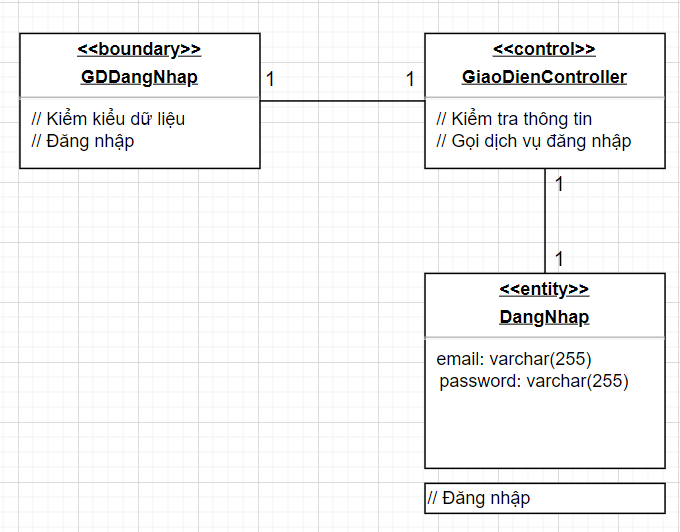 <<boundary>>
GDDangNhap
// Kiểm kiểu dữ liệu
// Đăng nhập
1
1
<<control>>
GiaoDienController
// Kiểm tra thông tin
// Gọi dịch vụ đăng nhập
1
1
<<entity>>
DangNhap
email: varchar(255)
password: varchar(255)
// Đăng nhập